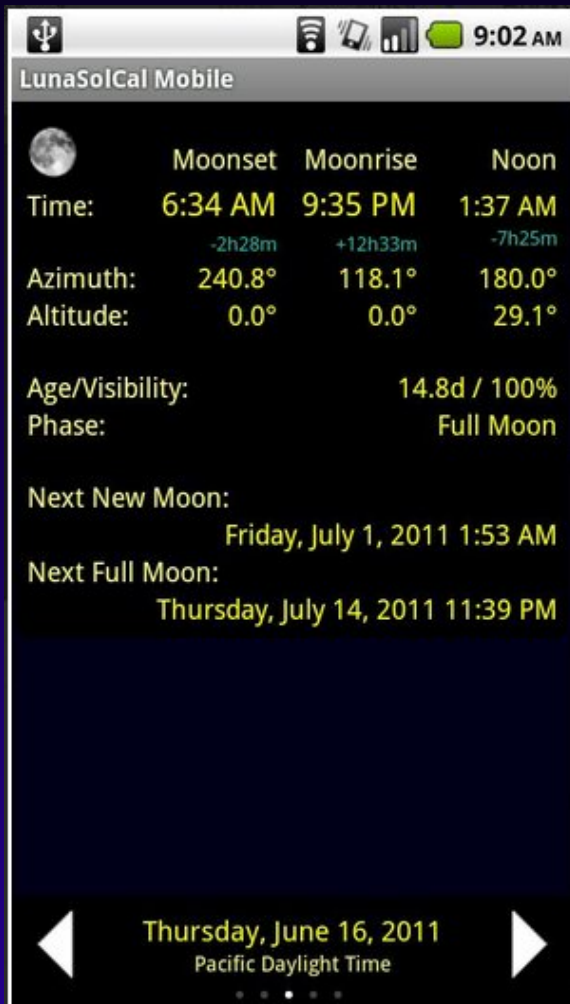 9:02 AM
LunaSolCal Mobile
Moonset Moonrise Noon
Time: 6:34 AM 9:35 PM 1:37 AM
-2h28m +12h33m -7h25m
Azimuth: 240.8° 118.1° 180.0°
Altitude: 0.0° 0.0° 29.1°
Age/Visibility: 14.8d / 100%
Phase: Full Moon
Next New Moon:
Friday, July 1, 2011 1:53 AM
Next Full Moon:
Thursday, July 14, 2011 11:39 PM
Thursday, June 16, 2011
Pacific Daylight Time